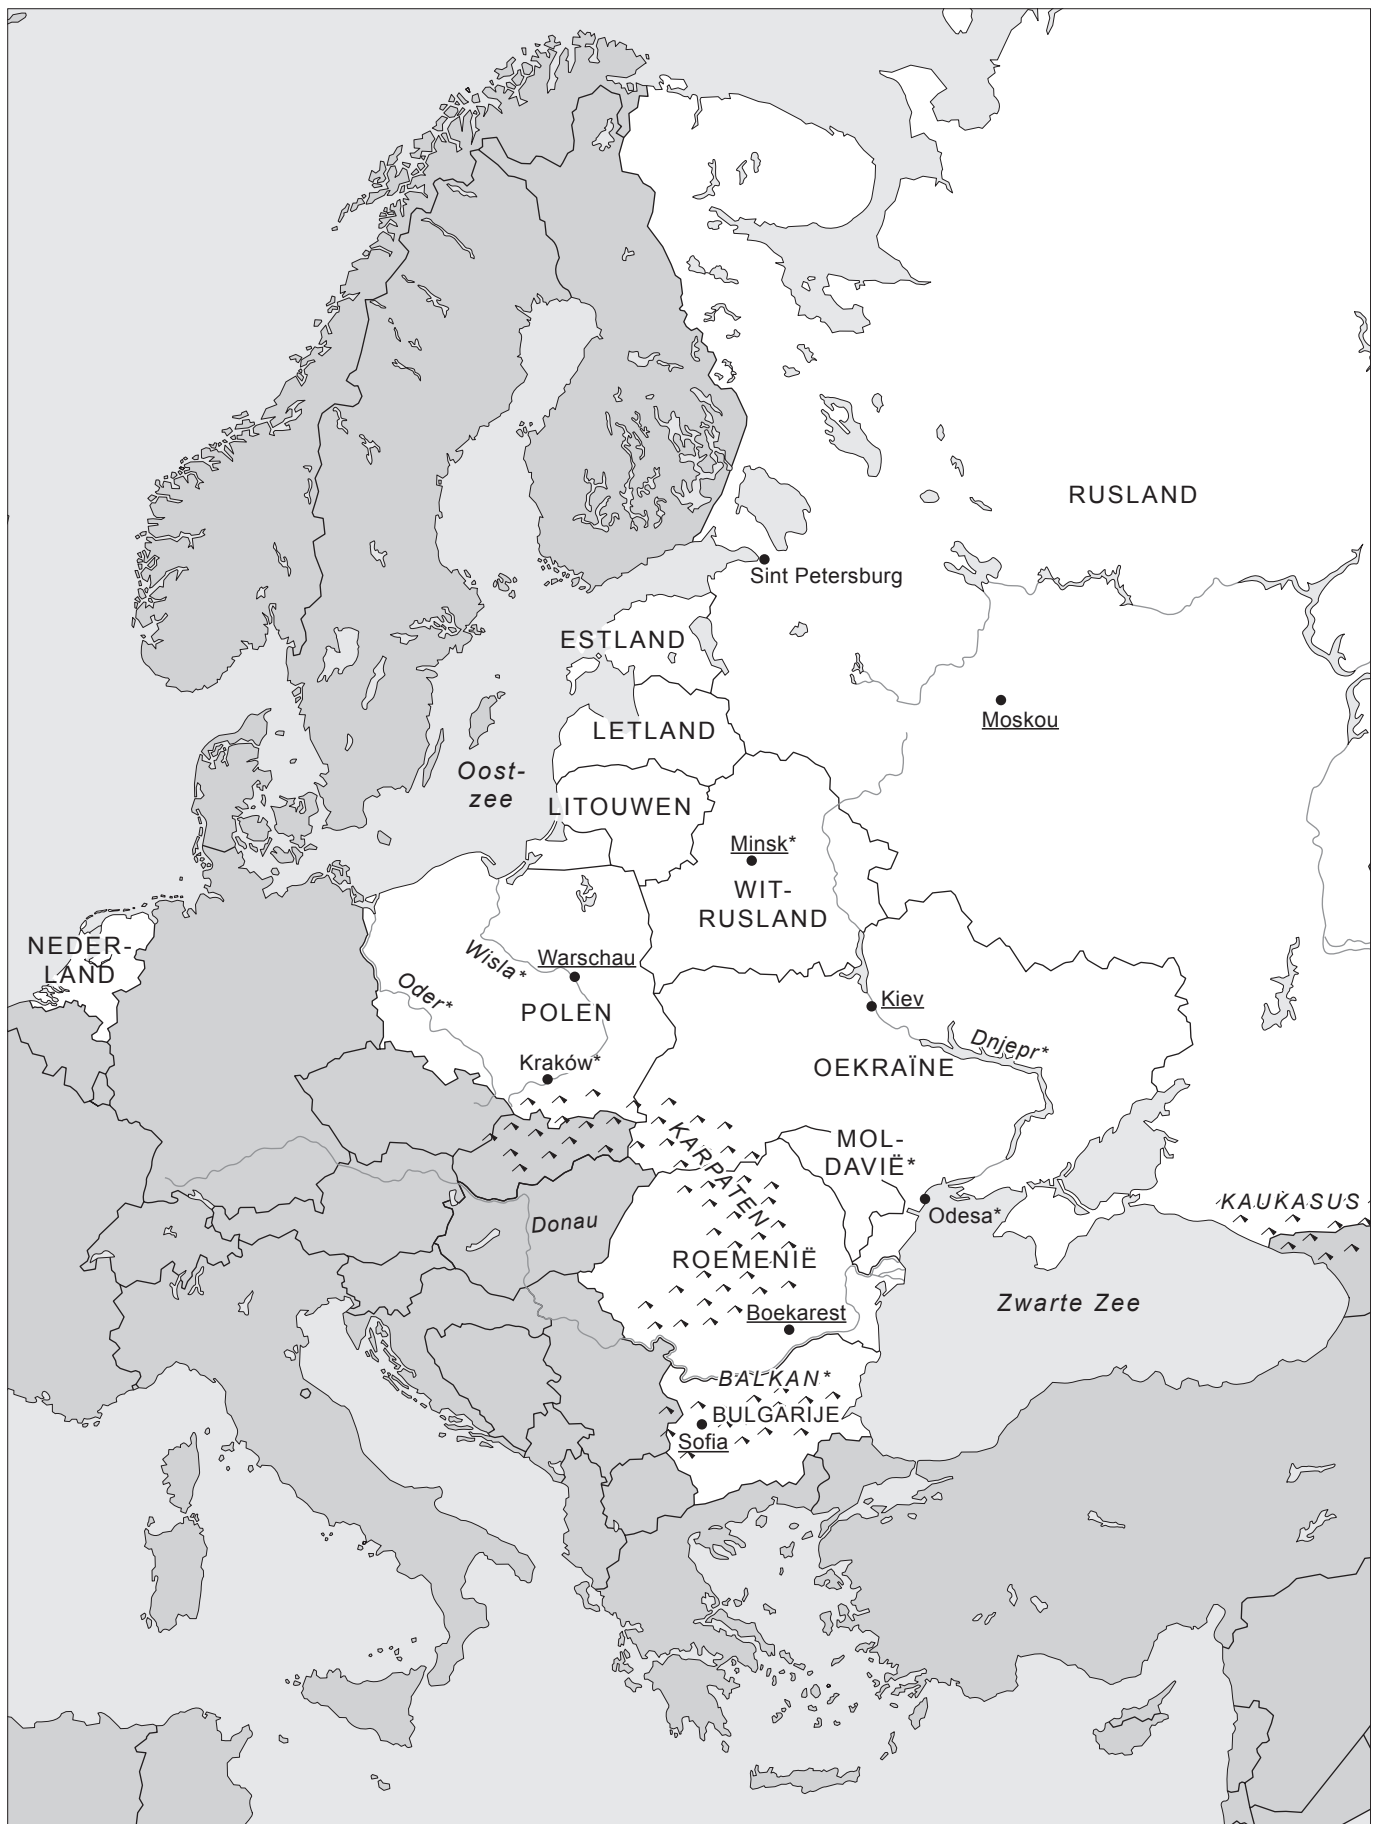 RUSLAND
Sint Petersburg
ESTLAND
Moskou
LETLAND
Oost-
zee
LITOUWEN
Minsk*
WIT-
RUSLAND
NEDER-
LAND
Wisla*
Warschau
Oder*
POLEN
Kiev
Dnjepr*
Kraków*
OEKRAÏNE
KARPATEN
MOL-
DAVIË*
Odesa*
KAUKASUS
Donau
ROEMENIË
Zwarte Zee
Boekarest
BALKAN*
BULGARIJE
Sofia